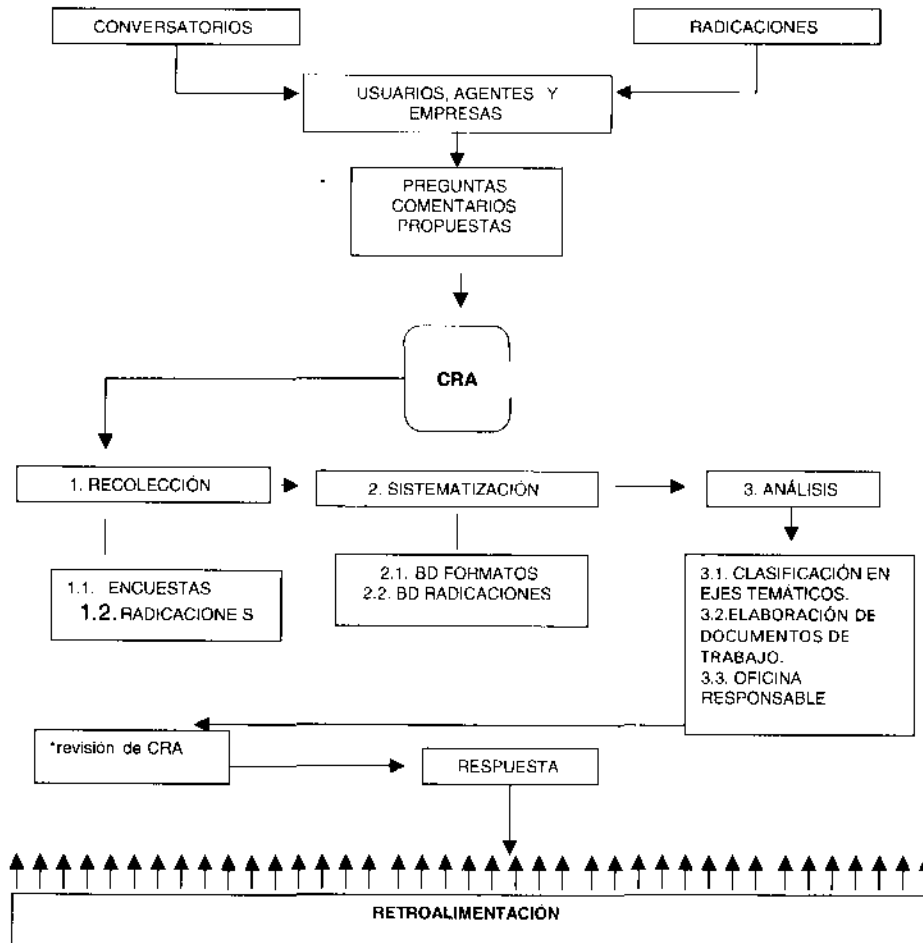 CONVERSATORIOS
RADICACIONES
USUARIOS, AGENTES Y
EMPRESAS
PREGUNTAS
COMENTARIOS
PROPUESTAS
CRA
1. RECOLECCIÓN
2. SISTEMATIZACIÓN
3. ANÁLISIS
1.1. ENCUESTAS
1.2. RADICACIONES
2.1. BD FORMATOS
2.2. BD RADICACIONES
3.1. CLASIFICACIÓN EN
EJES TEMÁTICOS.
3.2.ELABORACIÓN DE
DOCUMENTOS DE
TRABAJO.
3.3. OFICINA
RESPONSABLE
*revisión de CRA
RESPUESTA
RETROALIMENTACIÓN